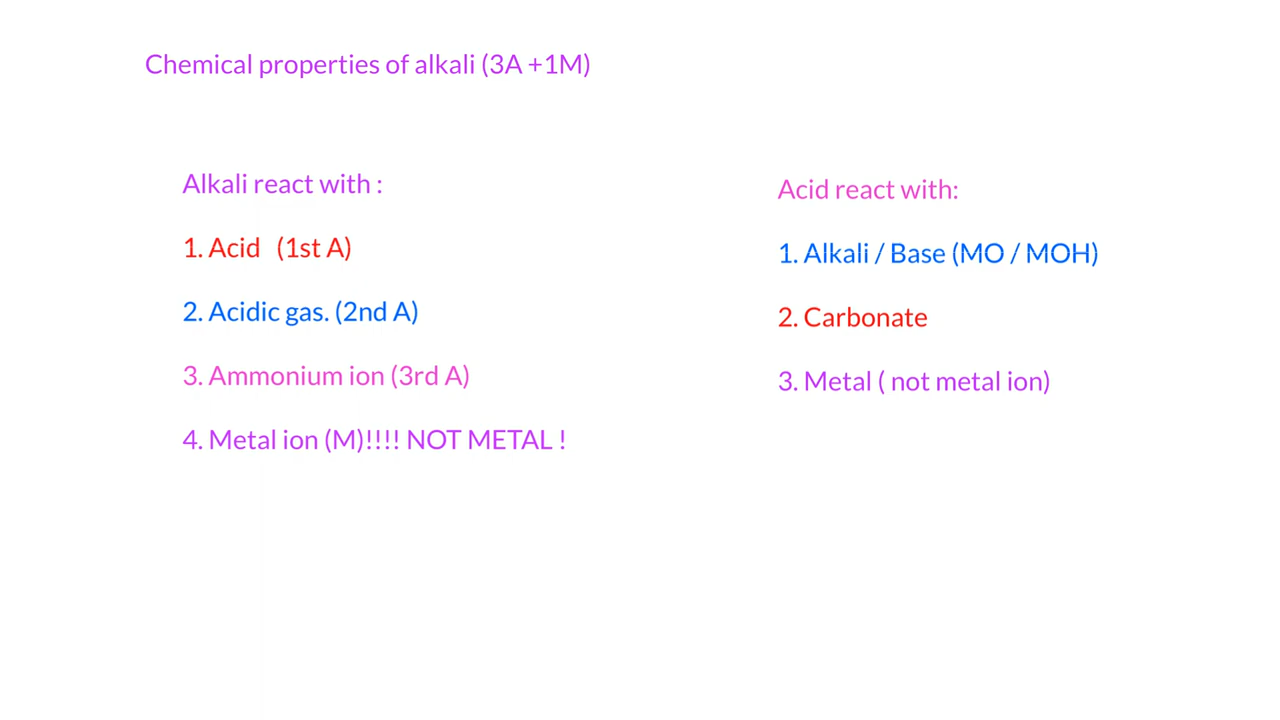 Chemical properties of alkali (3A +1M)
Alkali react with :
1. Acid (1st A)
2. Acidic gas. (2nd A)
3. Ammonium ion (3rd A)
4. Metal ion (M)!!!! NOT METAL !
Acid react with:
1. Alkali / Base (MO / MOH)
2. Carbonate
3. Metal ( not metal ion)